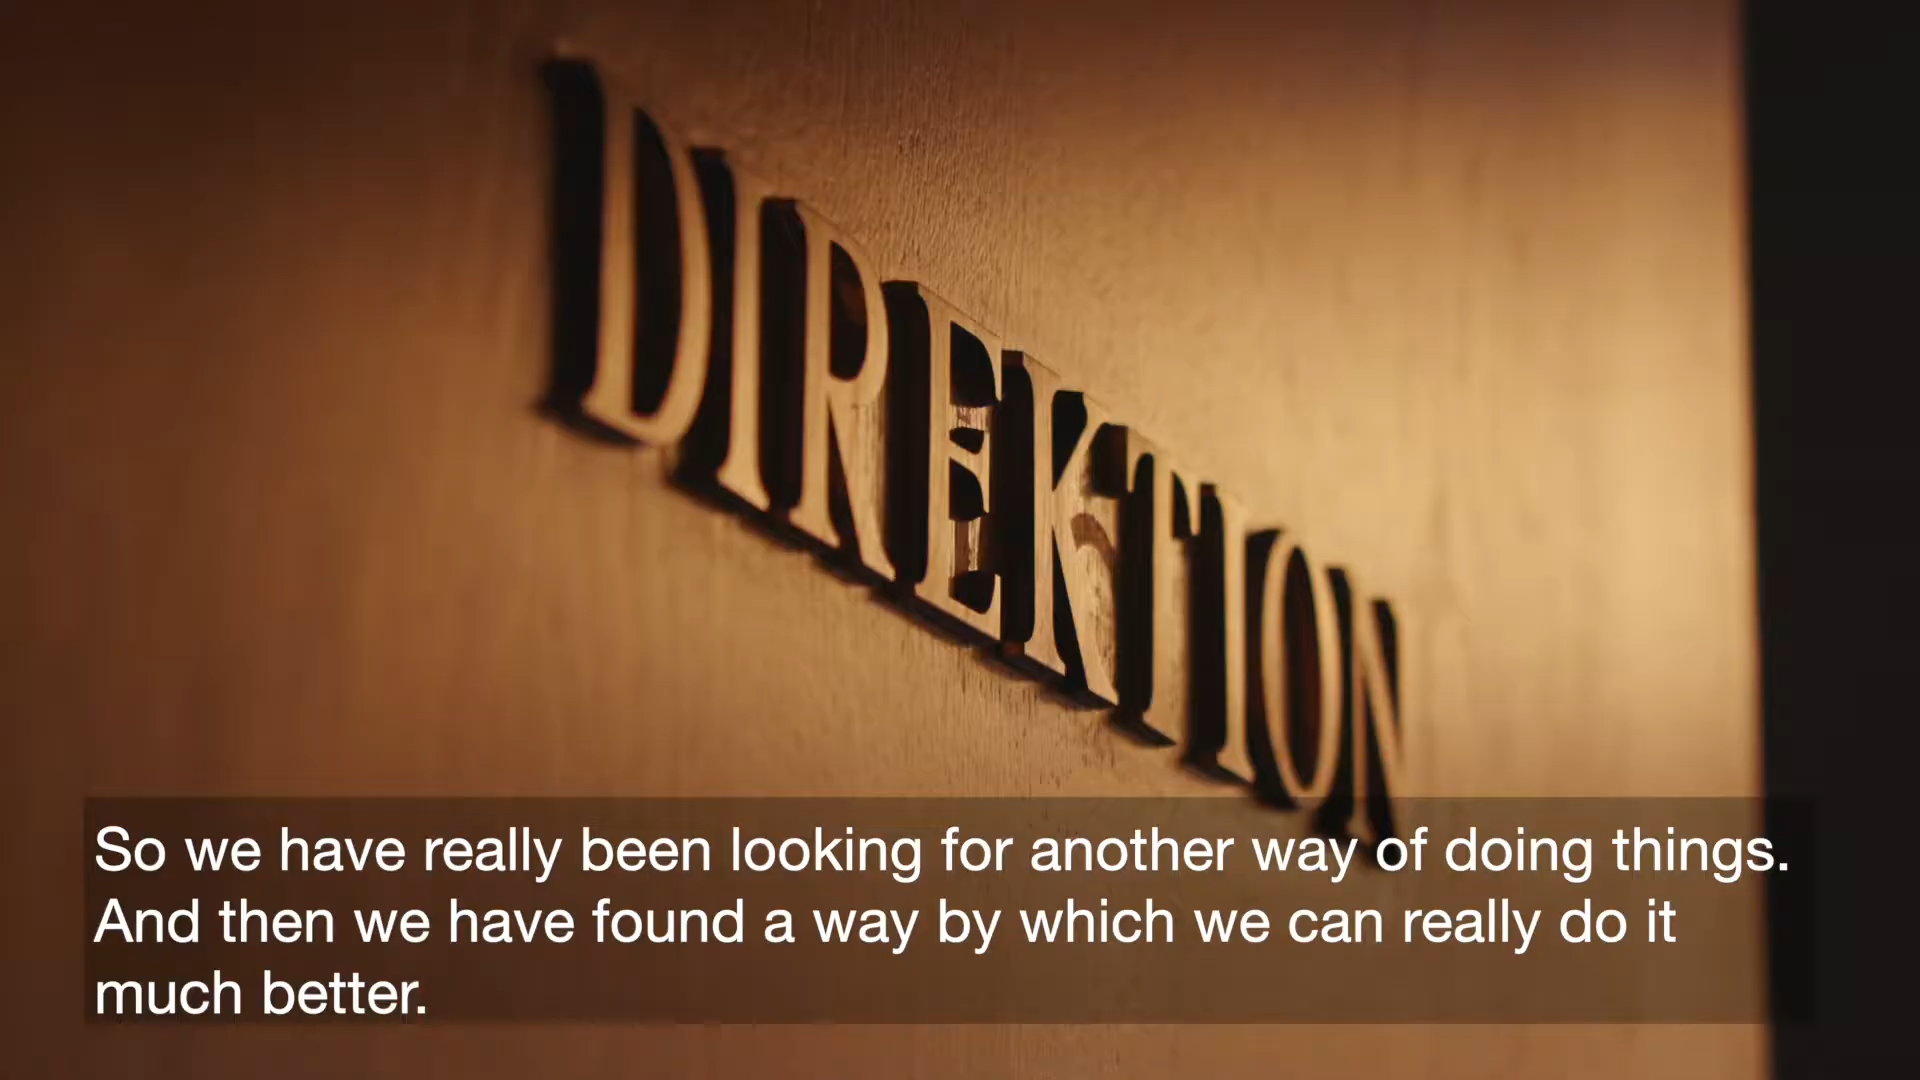 DIREKTION
So we have really been looking for another way of doing things.
And then we have found a way by which we can really do it
much better.